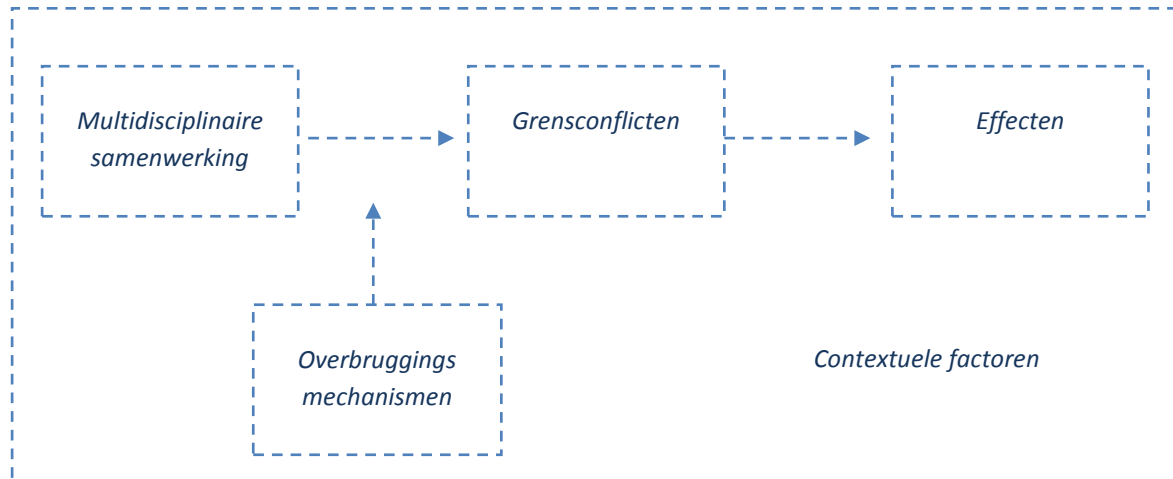 Multidisciplinaire
samenwerking
Grensconflicten
Effecten
Overbruggings
mechanismen
Contextuele factoren